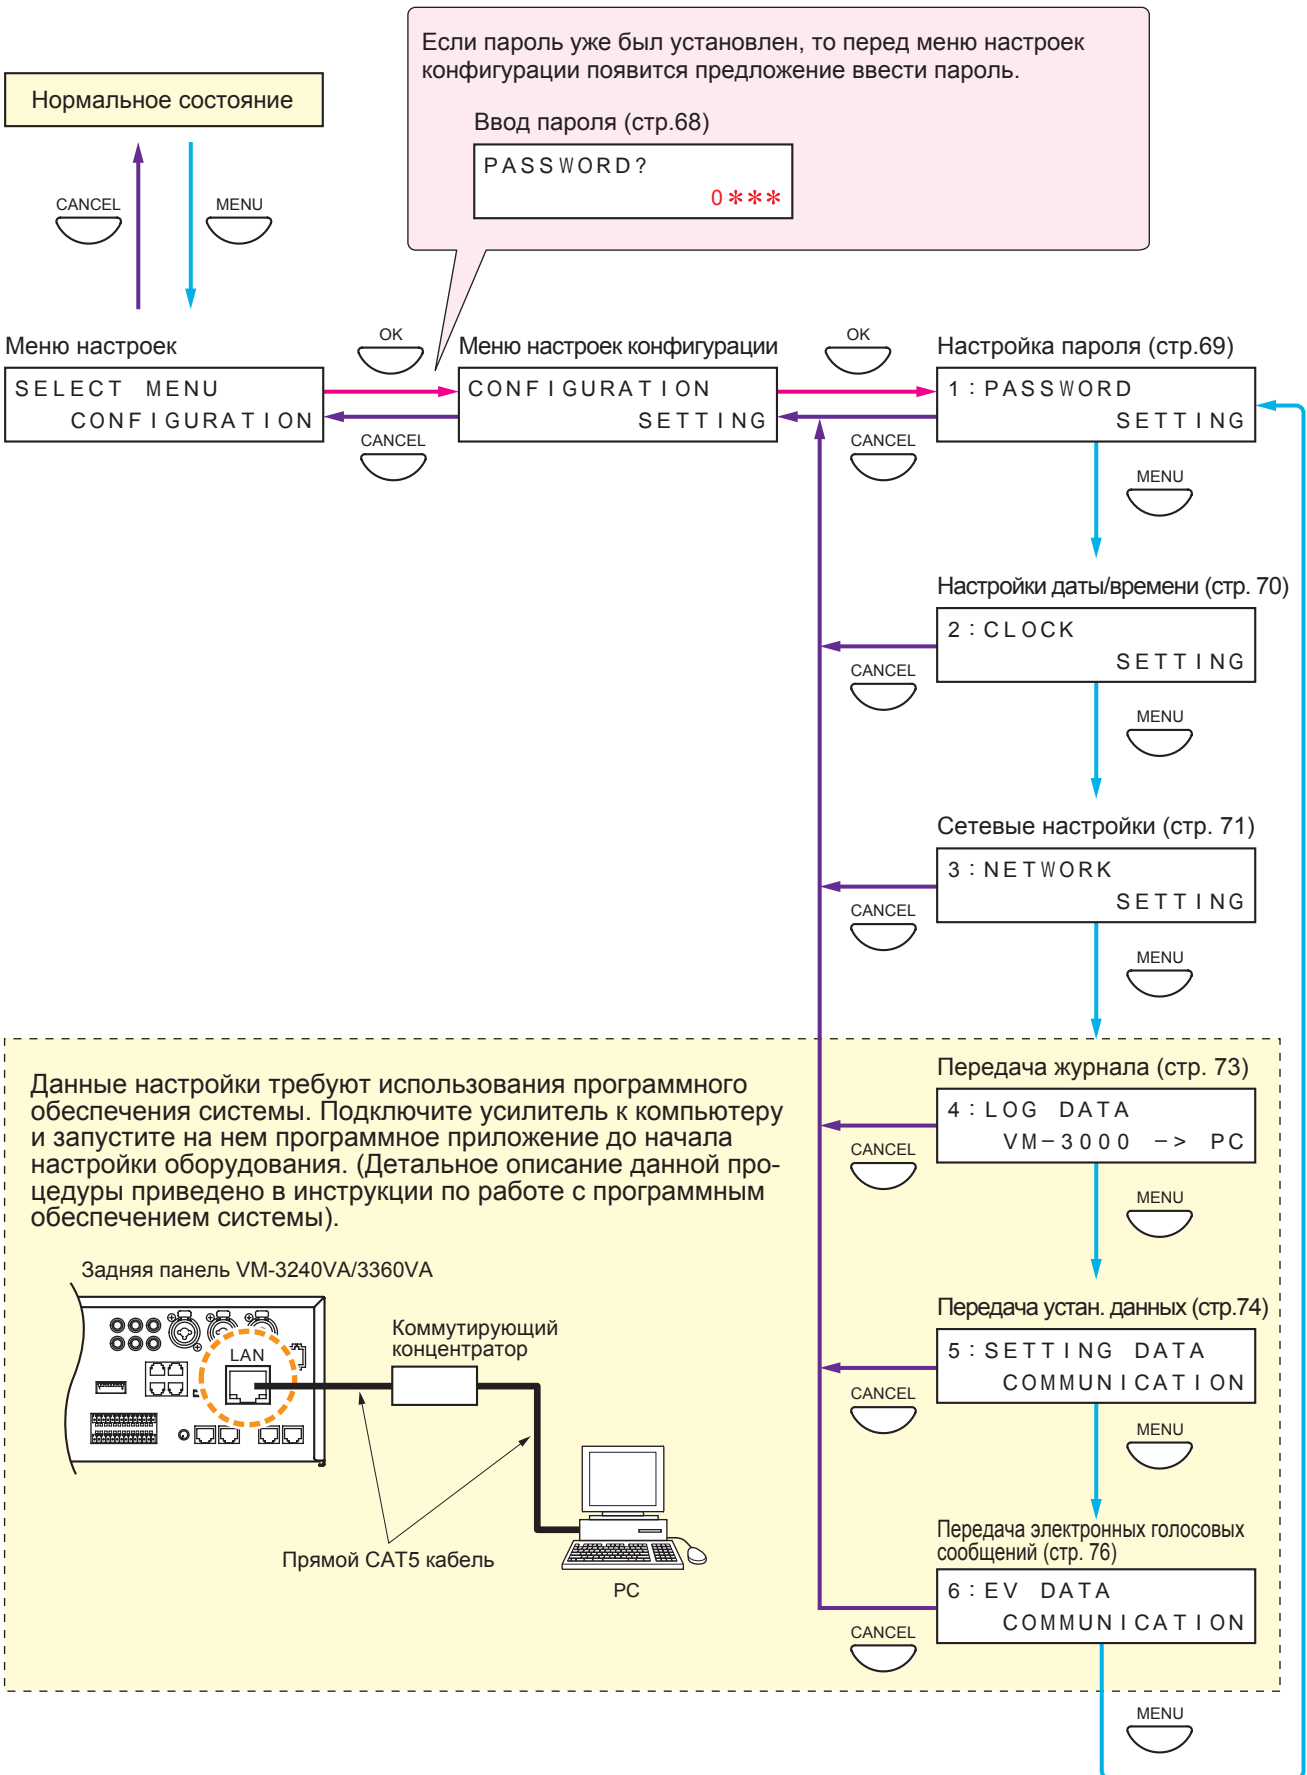 Если пароль уже был установлен, то перед меню настроек
конфигурации появится предложение ввести пароль.
Ввод пароля (стр.68)
PASSWORD?
0***
Нормальное состояние
CANCEL
MENU
Меню настроек
SELECT MENU
CONFIGURATION
OK
CANCEL
Меню настроек конфигурации
CONFIGURATION
SETTING
OK
CANCEL
Настройка пароля (стр.69)
1:PASSWORD
SETTING
MENU
Настройки даты/времени (стр. 70)
2:CLOCK
SETTING
CANCEL
MENU
Сетевые настройки (стр. 71)
3:NETWORK
SETTING
CANCEL
MENU
Данные настройки требуют использования программного
обеспечения системы. Подключите усилитель к компьютеру
и запустите на нем программное приложение до начала
настройки оборудования. (Детальное описание данной про-
цедуры приведено в инструкции по работе с программным
обеспечением системы).
Задняя панель VM-3240VA/3360VA
LAN
Коммутирующий
концентратор
Прямой CAT5 кабель
PC
Передача журнала (стр. 73)
4:LOG DATA
VM-3000 -> PC
CANCEL
MENU
Передача устан. данных (стр.74)
5:SETTING DATA
COMMUNICATION
CANCEL
MENU
Передача электронных голосовых
сообщений (стр. 76)
6:EV DATA
COMMUNICATION
CANCEL
MENU